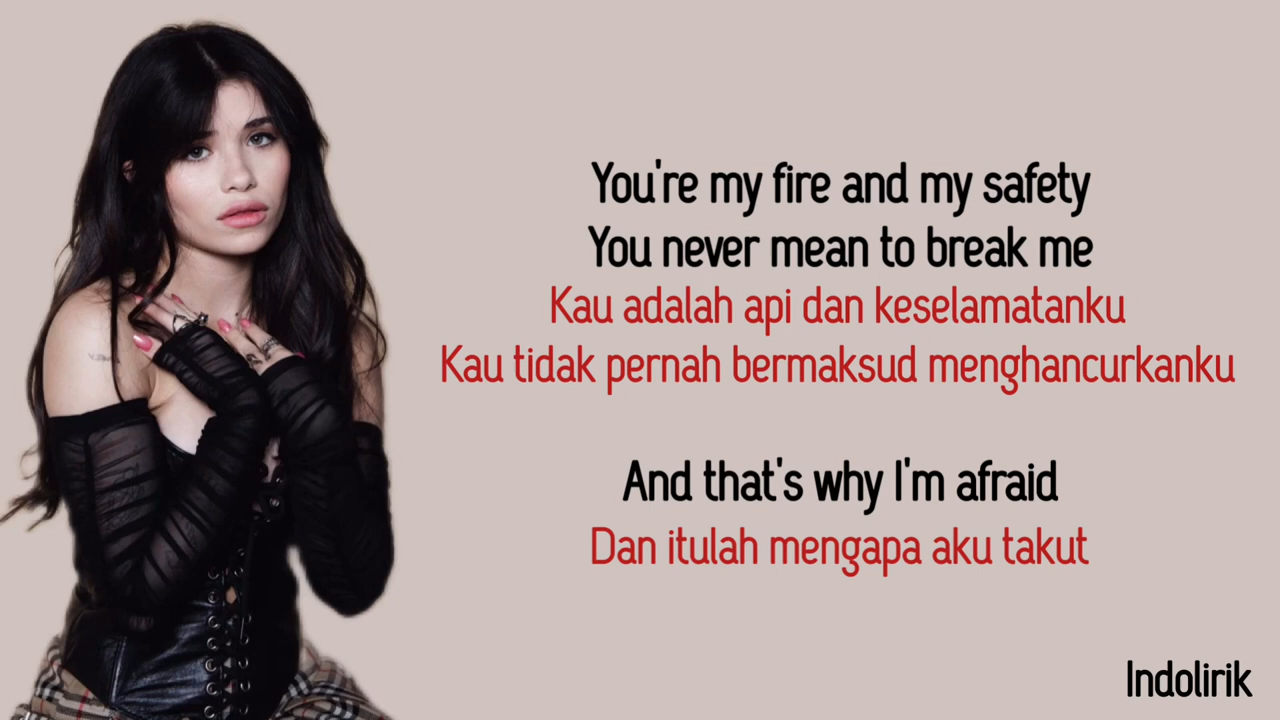 You're my fire and my safety
You never mean to break me
Kau adalah api dan keselamatanku
Kau tidak pernah bermaksud menghancurkanku
And that's why I'm afraid
Dan itulah mengapa aku takut
Indolirik